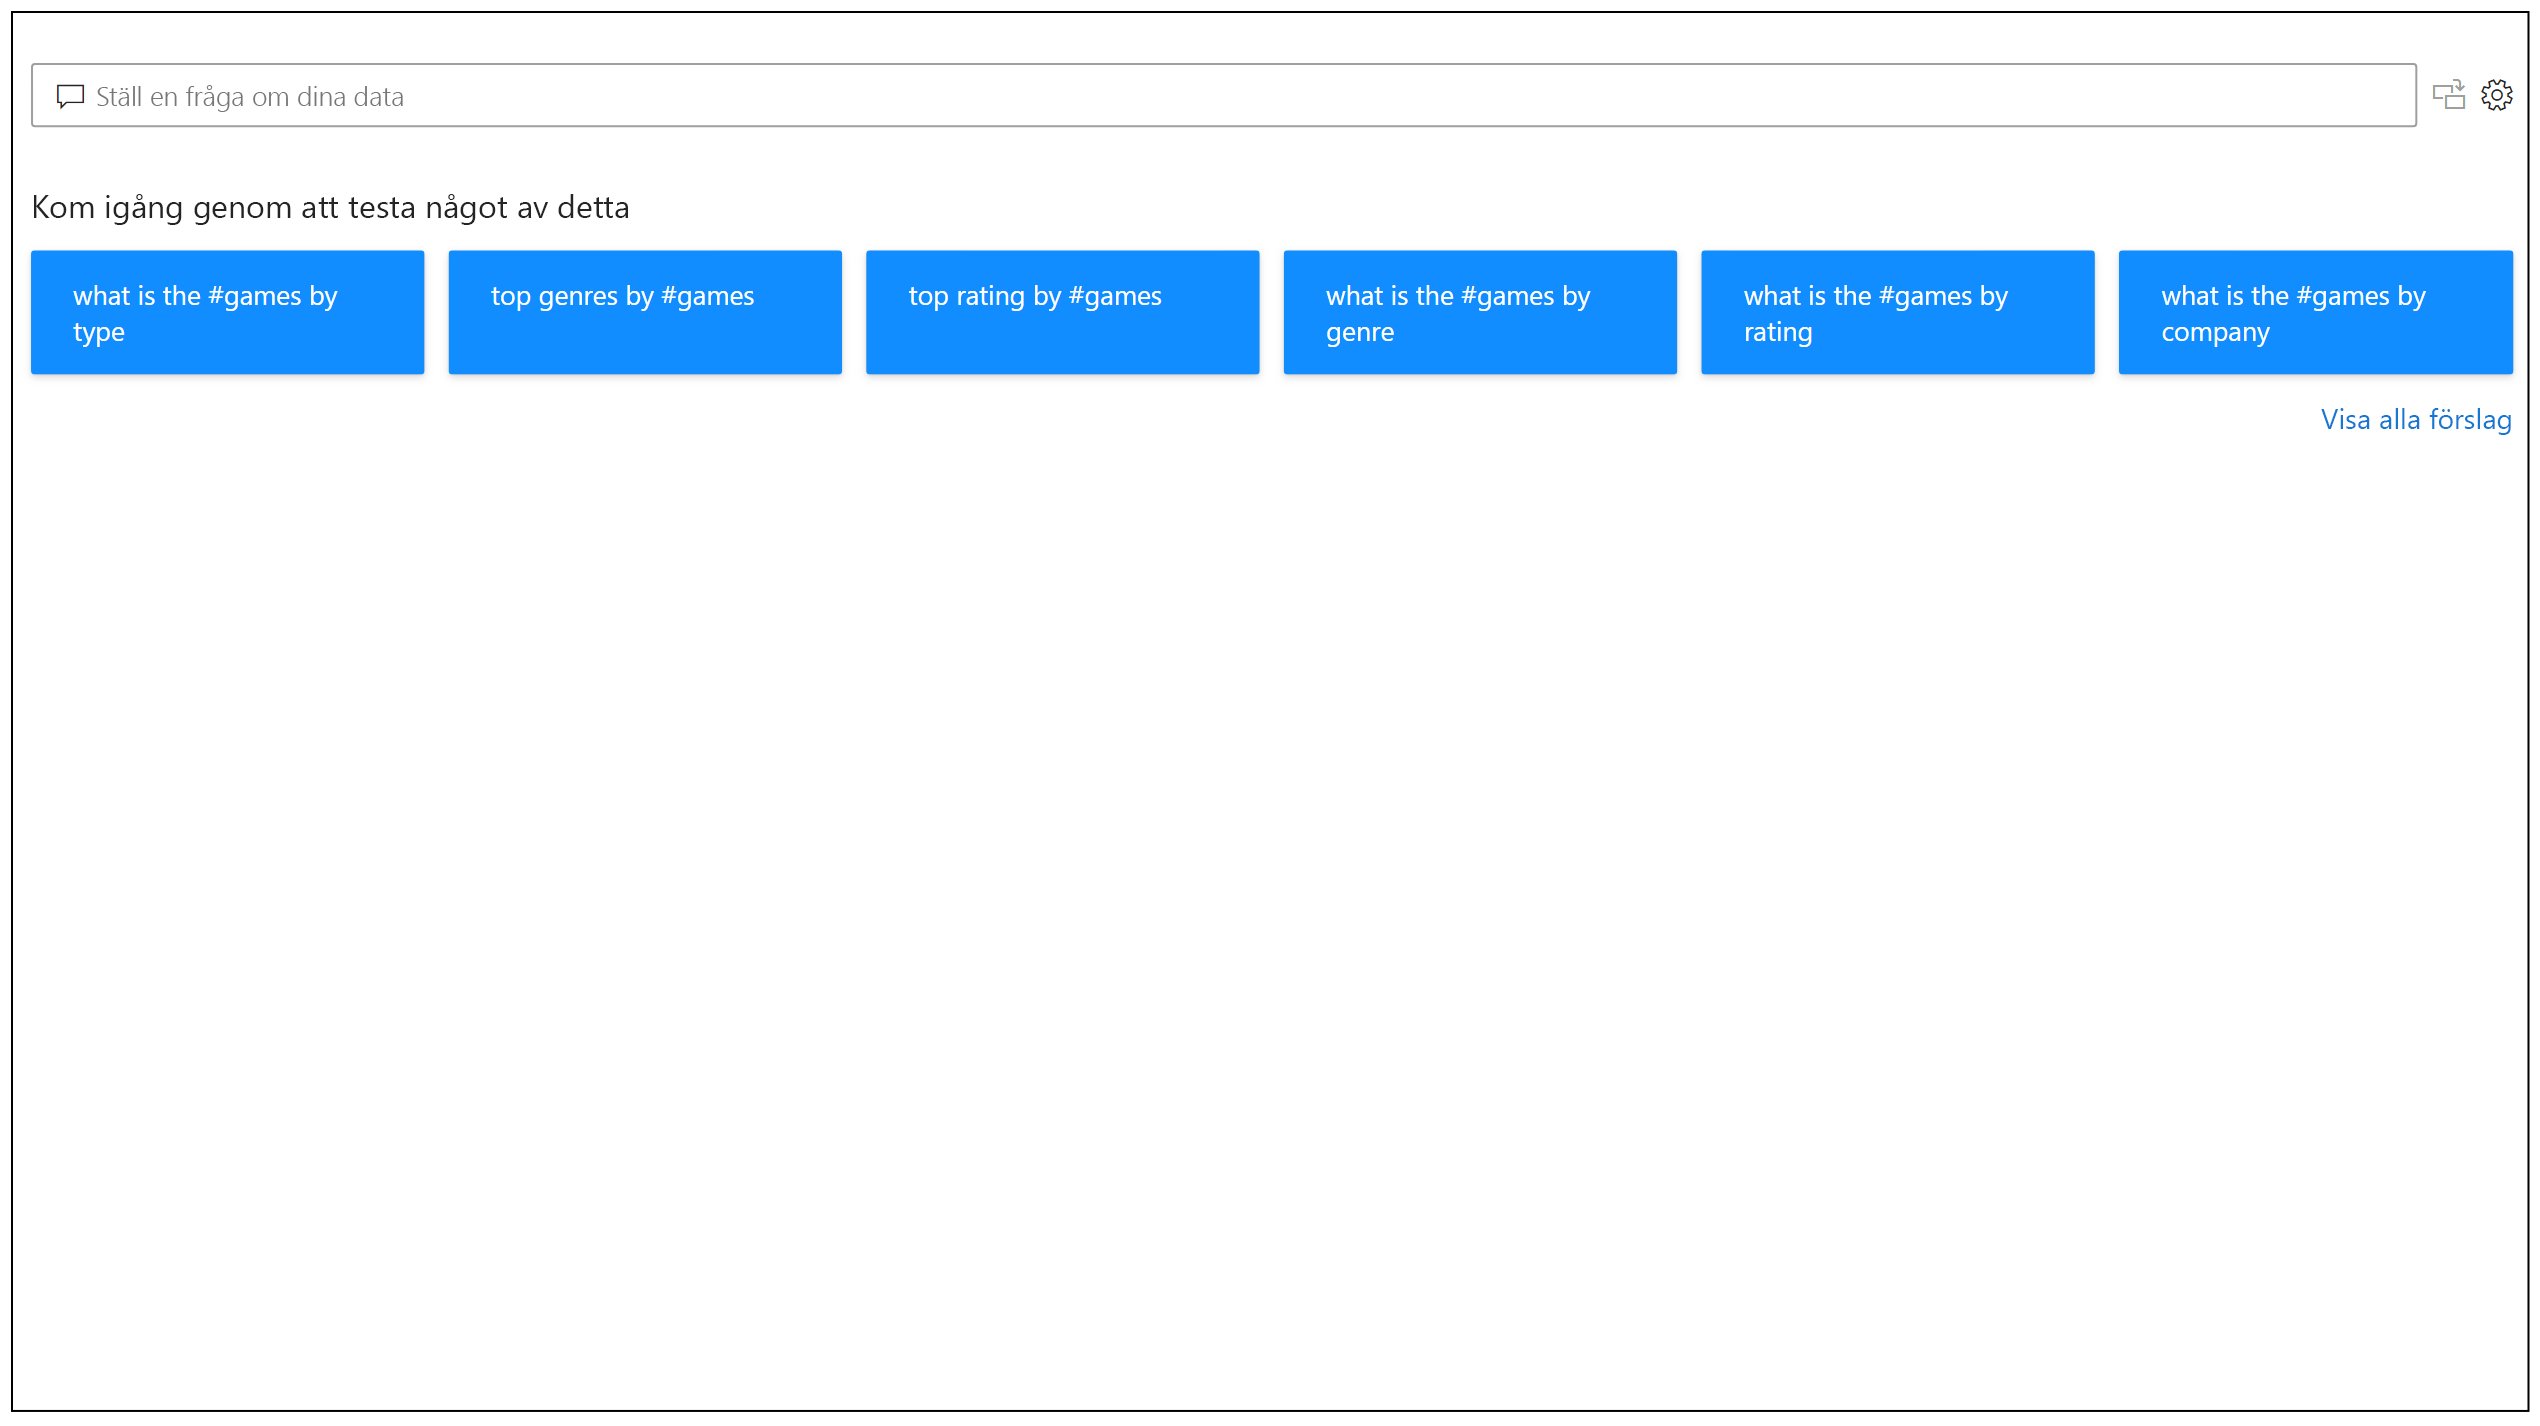 Ställ en fråga om dina data
Kom igång genom att testa något av detta
what is the #games by
type
top genres by #games
top rating by #games
what is the #games by
genre
what is the #games by
rating
what is the #games by
company
Visa alla förslag